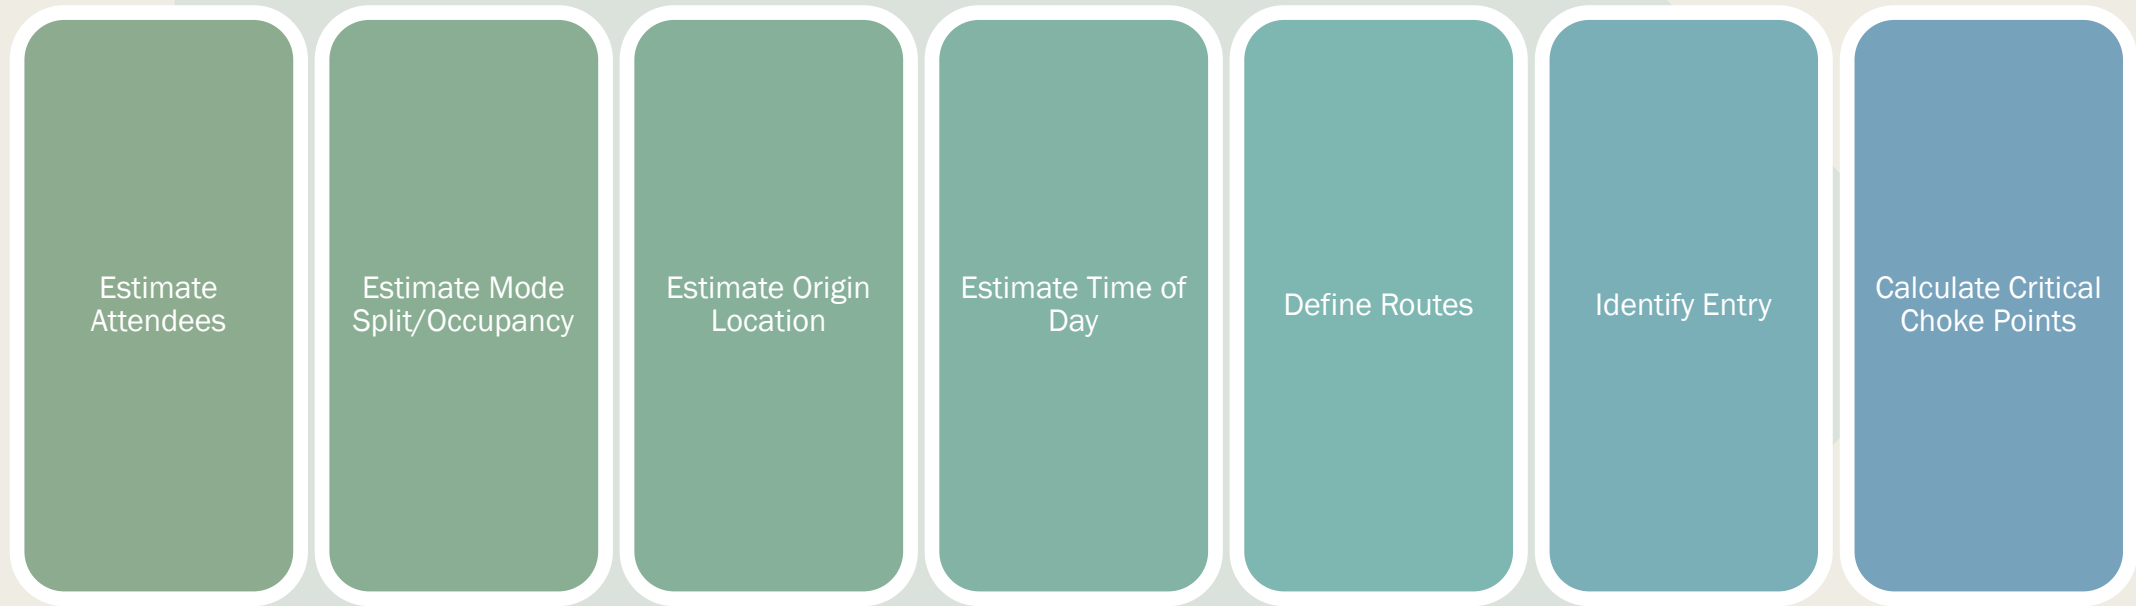 Estimate
Attendees
Estimate Mode
Split/Occupancy
Estimate Origin
Location
Estimate Time of
Day
Define Routes
Identify Entry
Calculate Critical
Choke Points